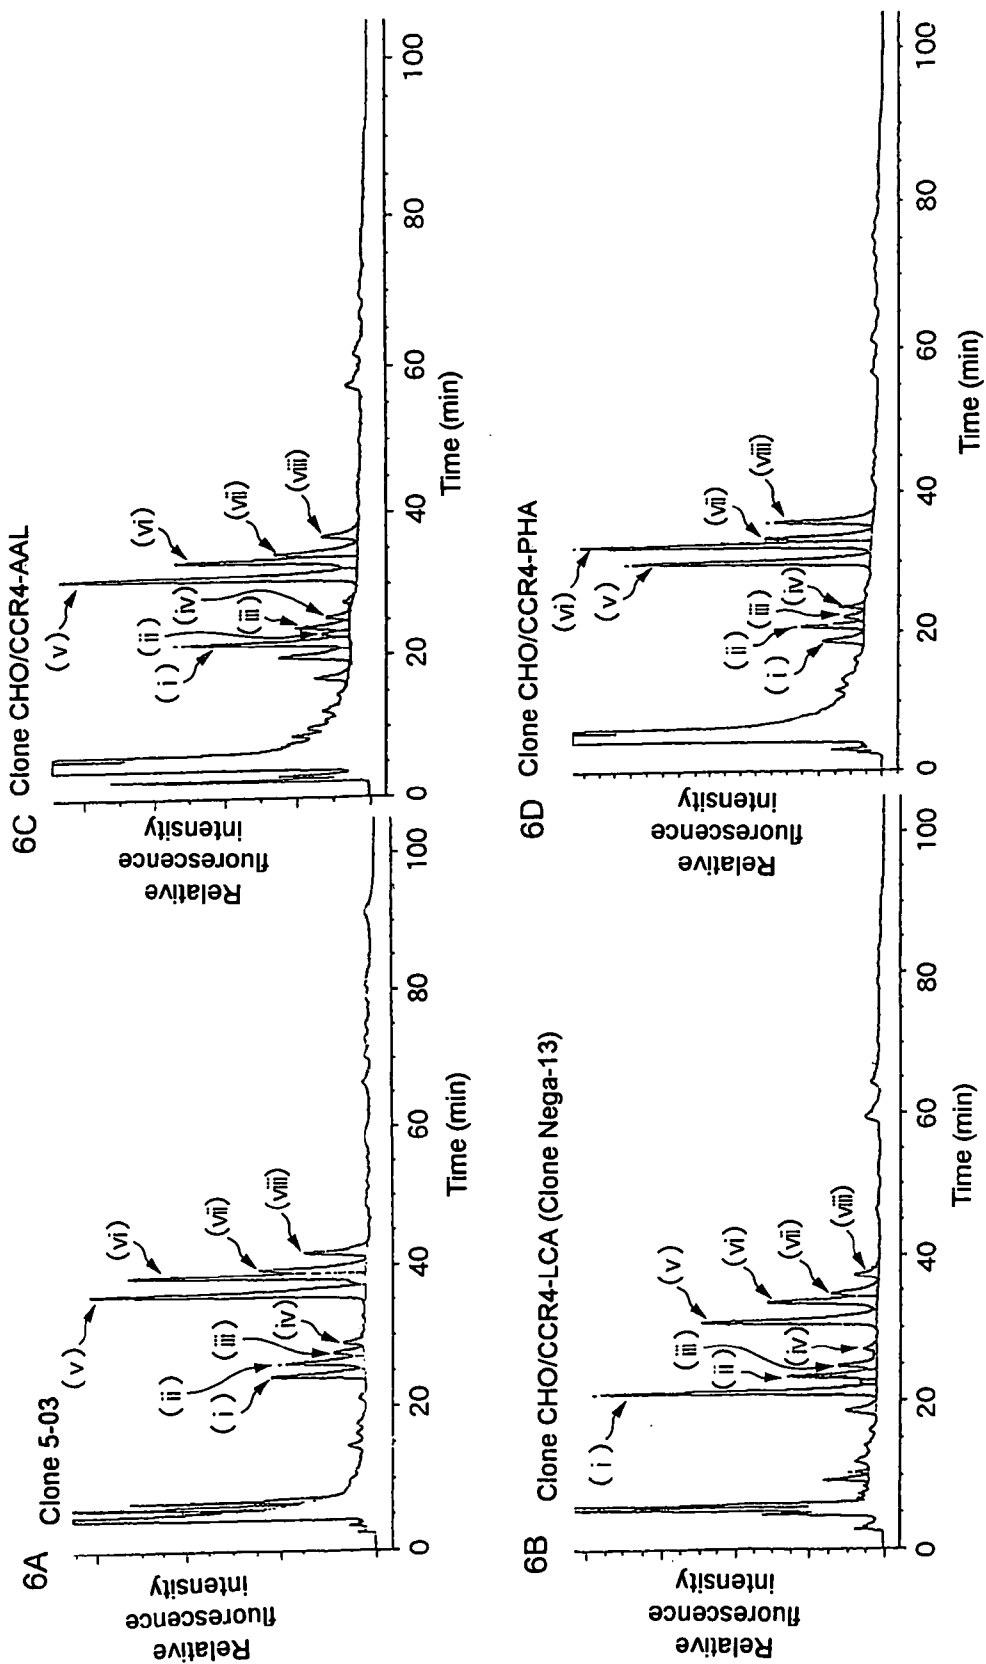 6A Clone 5-03
Relative
fluorescence
intensity
(i)
(ii)
(iii)
(iv)
(v)
(vi)
(vii)
(viii)
0 20 40 60 80 100
Time (min)
6B Clone CHO/CCR4-LCA (Clone Nega-13)
Relative
fluorescence
intensity
(i)
(ii)
(iii)
(iv)
(v)
(vi)
(vii)
(viii)
0 20 40 60 80 100
Time (min)
6C Clone CHO/CCR4-AAL
Relative
fluorescence
intensity
(i)
(ii)
(iii)
(iv)
(v)
(vi)
(vii)
(viii)
0 20 40 60 80 100
Time (min)
6D Clone CHO/CCR4-PHA
Relative
fluorescence
intensity
(i)
(ii)
(iii)
(iv)
(v)
(vi)
(vii)
(viii)
0 20 40 60 80 100
Time (min)